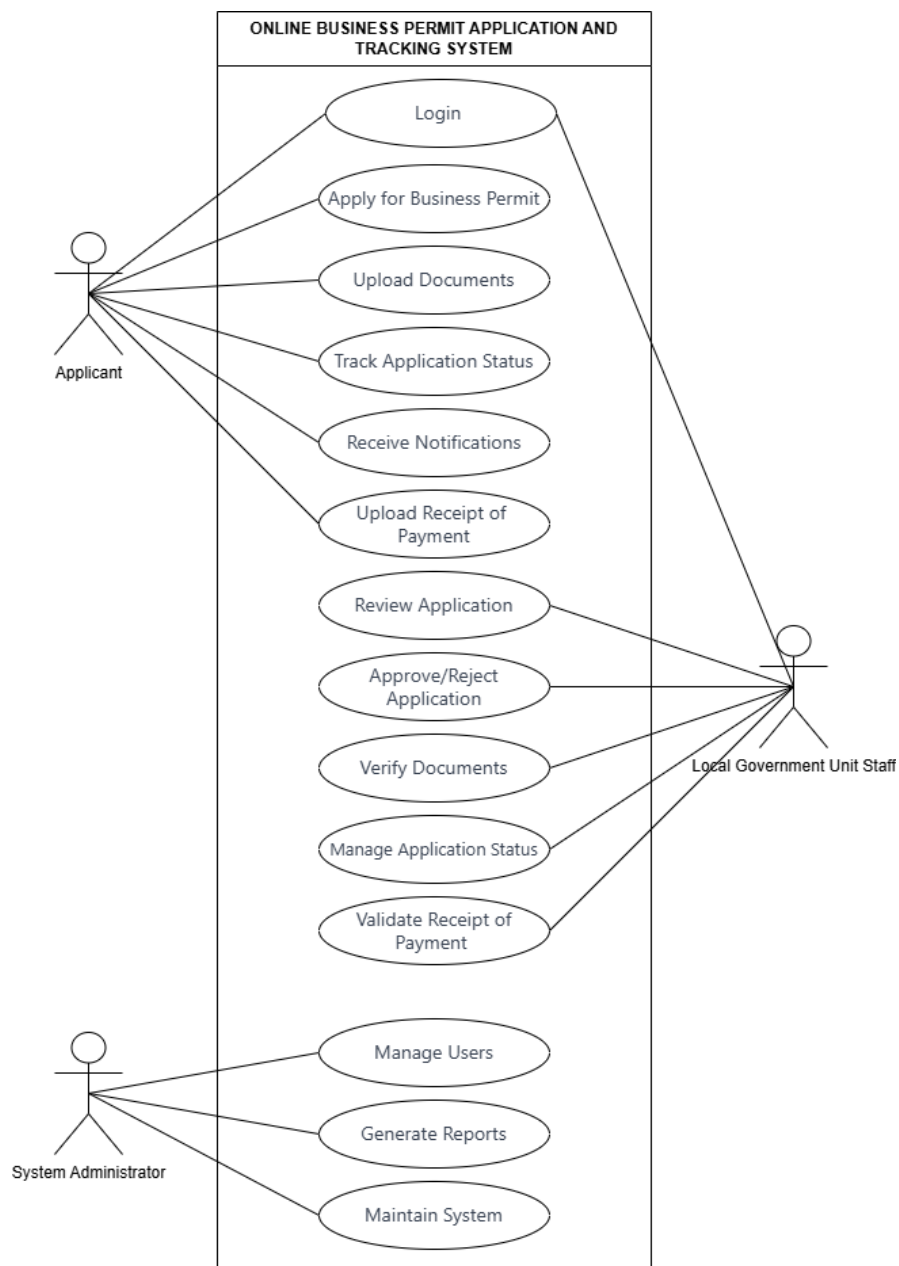 ONLINE BUSINESS PERMIT APPLICATION AND
TRACKING SYSTEM
Login
Apply for Business Permit
Upload Documents
Track Application Status
Applicant
Receive Notifications
Upload Receipt of
Payment
Review Application
Approve/Reject
Application
Verify Documents
Local Government Unit Staff
Manage Application Status
Validate Receipt of
Payment
Manage Users
Generate Reports
System Administrator
Maintain System